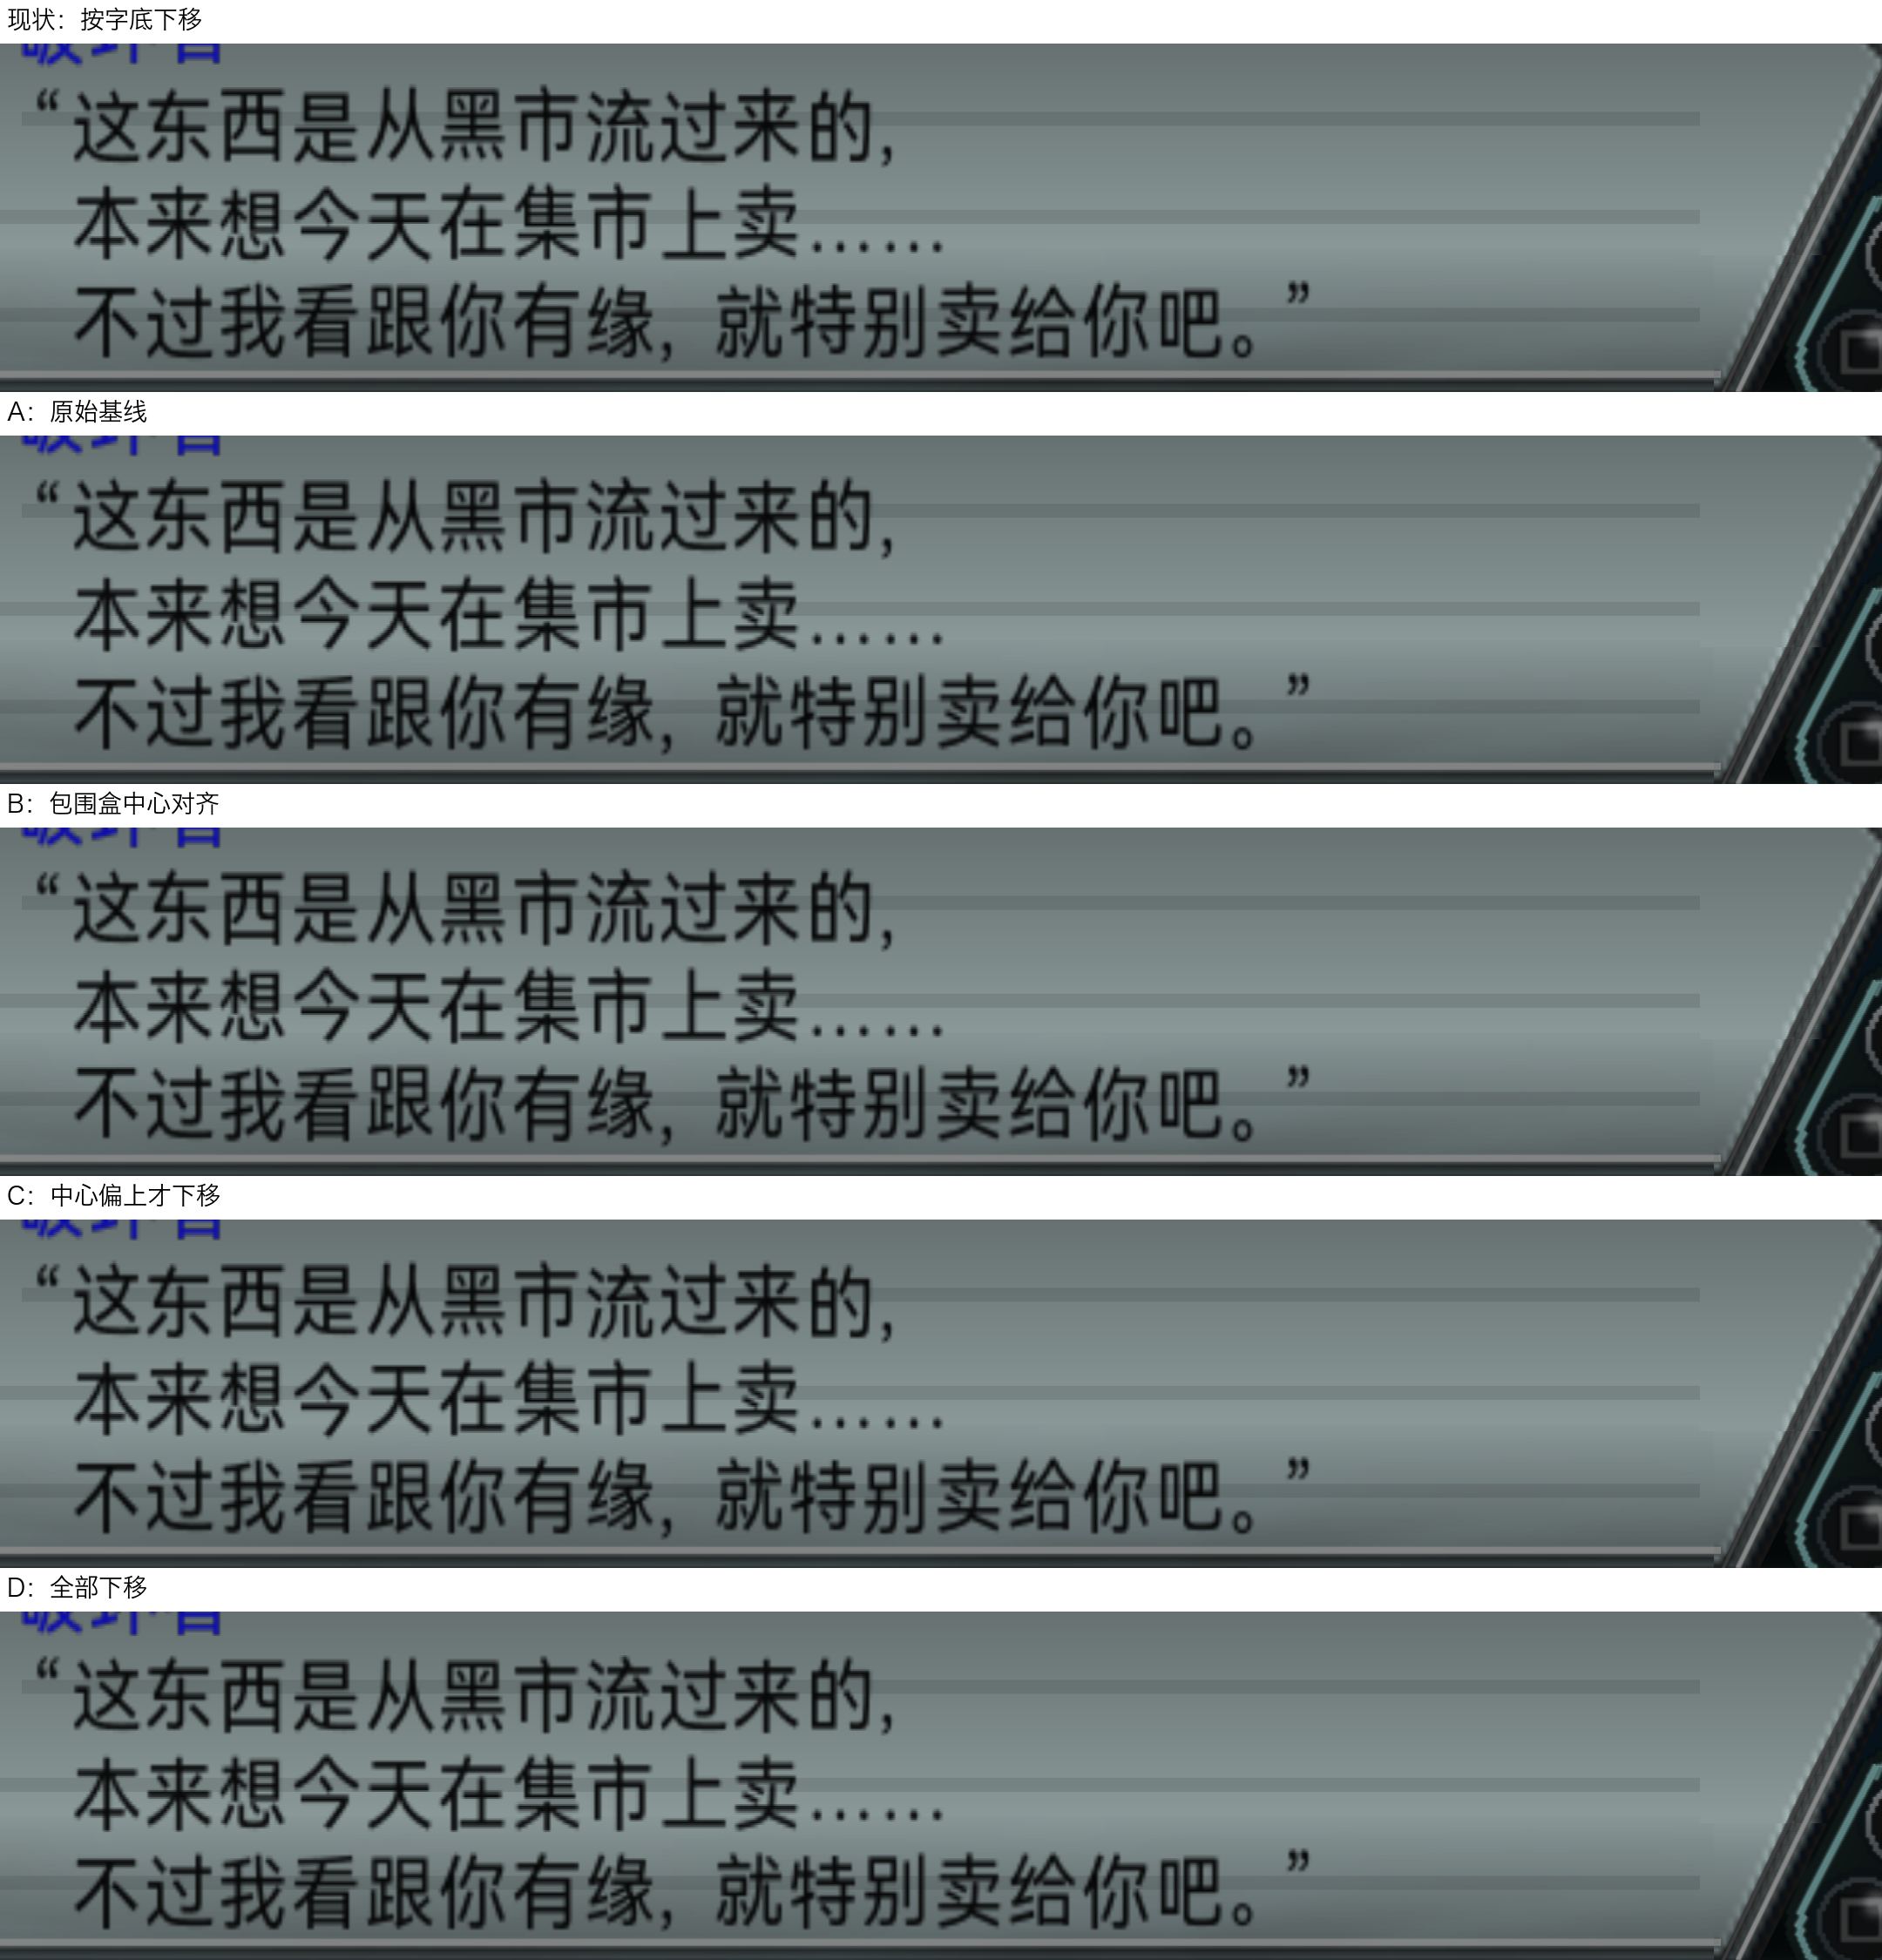 现状：按字底下移
“这东西是从黑市流过来的，
本来想今天在集市上卖……
不过我看跟你有缘，就特别卖给你吧。”
A：原始基线
“这东西是从黑市流过来的，
本来想今天在集市上卖……
不过我看跟你有缘，就特别卖给你吧。”
B：包围盒中心对齐
“这东西是从黑市流过来的，
本来想今天在集市上卖……
不过我看跟你有缘，就特别卖给你吧。”
C：中心偏上才下移
“这东西是从黑市流过来的，
本来想今天在集市上卖……
不过我看跟你有缘，就特别卖给你吧。”
D：全部下移
“这东西是从黑市流过来的，
本来想今天在集市上卖……
不过我看跟你有缘，就特别卖给你吧。”